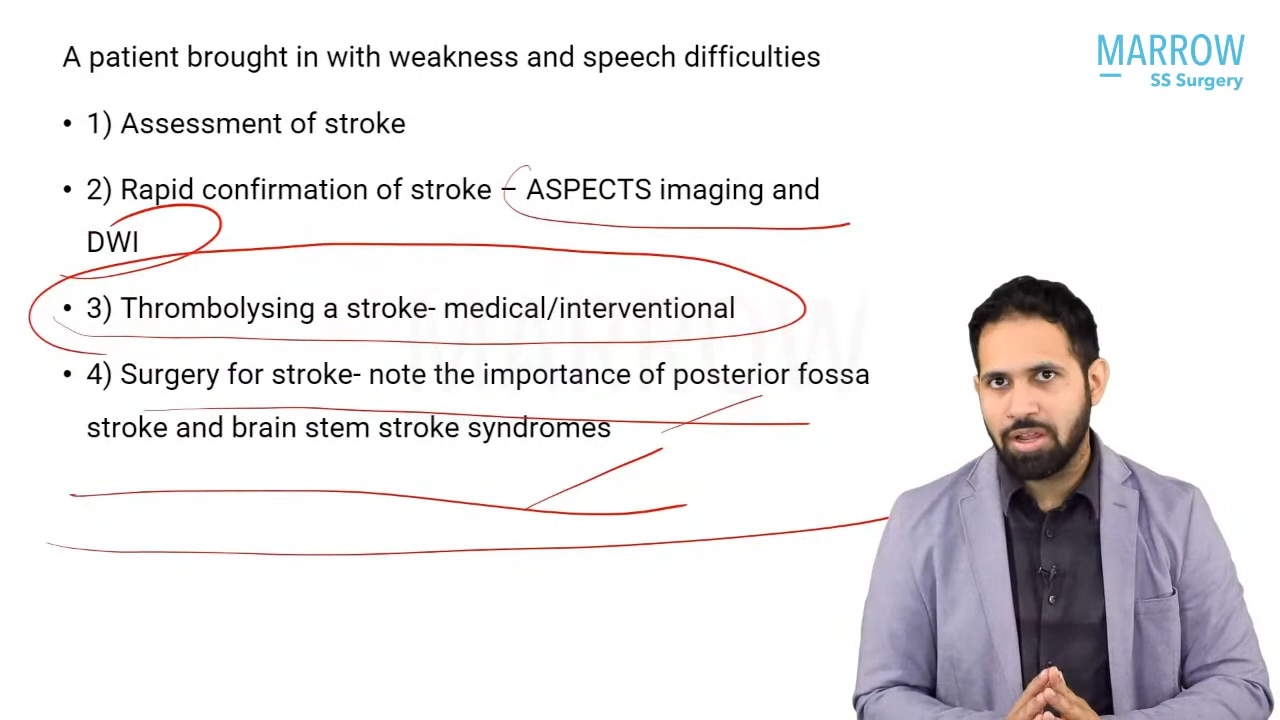 MARROW
SS Surgery
A patient brought in with weakness and speech difficulties
• 1) Assessment of stroke
• 2) Rapid confirmation of stroke – ASPECTS imaging and
DWI
• 3) Thrombolysing a stroke- medical/interventional
• 4) Surgery for stroke- note the importance of posterior fossa
stroke and brain stem stroke syndromes
MARROW